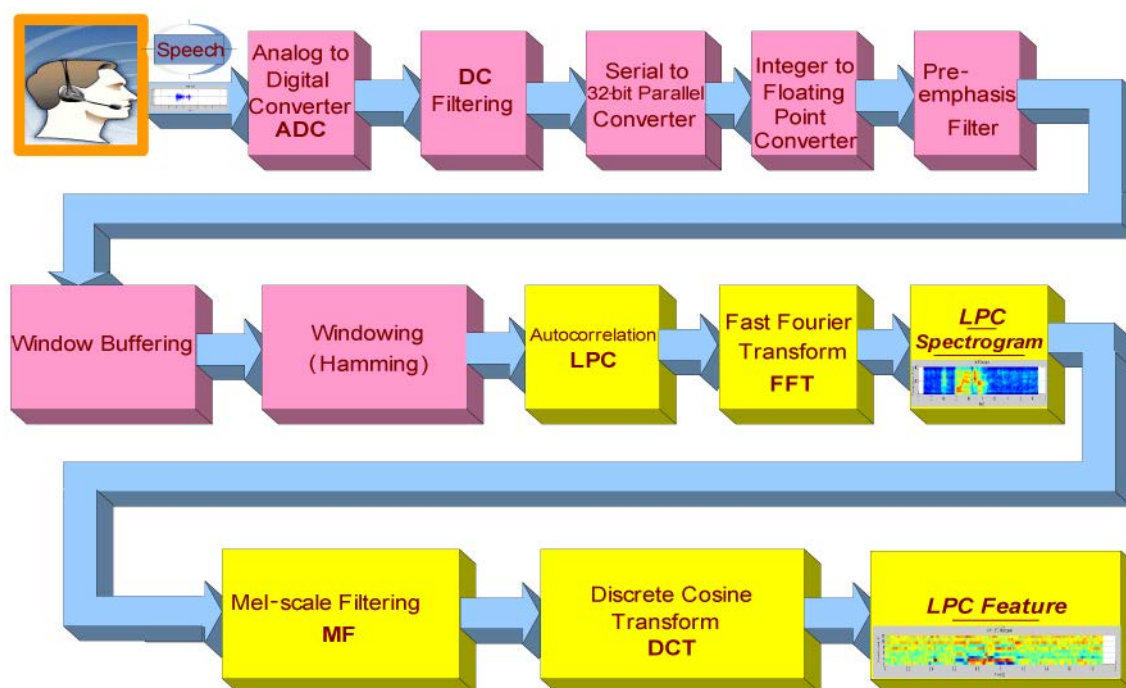 Speech
Analog to
Digital
Converter
ADC
DC
Filtering
Serial to
32-bit Parallel
Converter
Integer to
Floating
Point
Converter
Pre-
emphasis
Filter
Window Buffering
Windowing
(Hamming)
Autocorrelation
LPC
Fast Fourier
Transform
FFT
LPC
Spectrogram
Mel-scale Filtering
MF
Discrete Cosine
Transform
DCT
LPC Feature